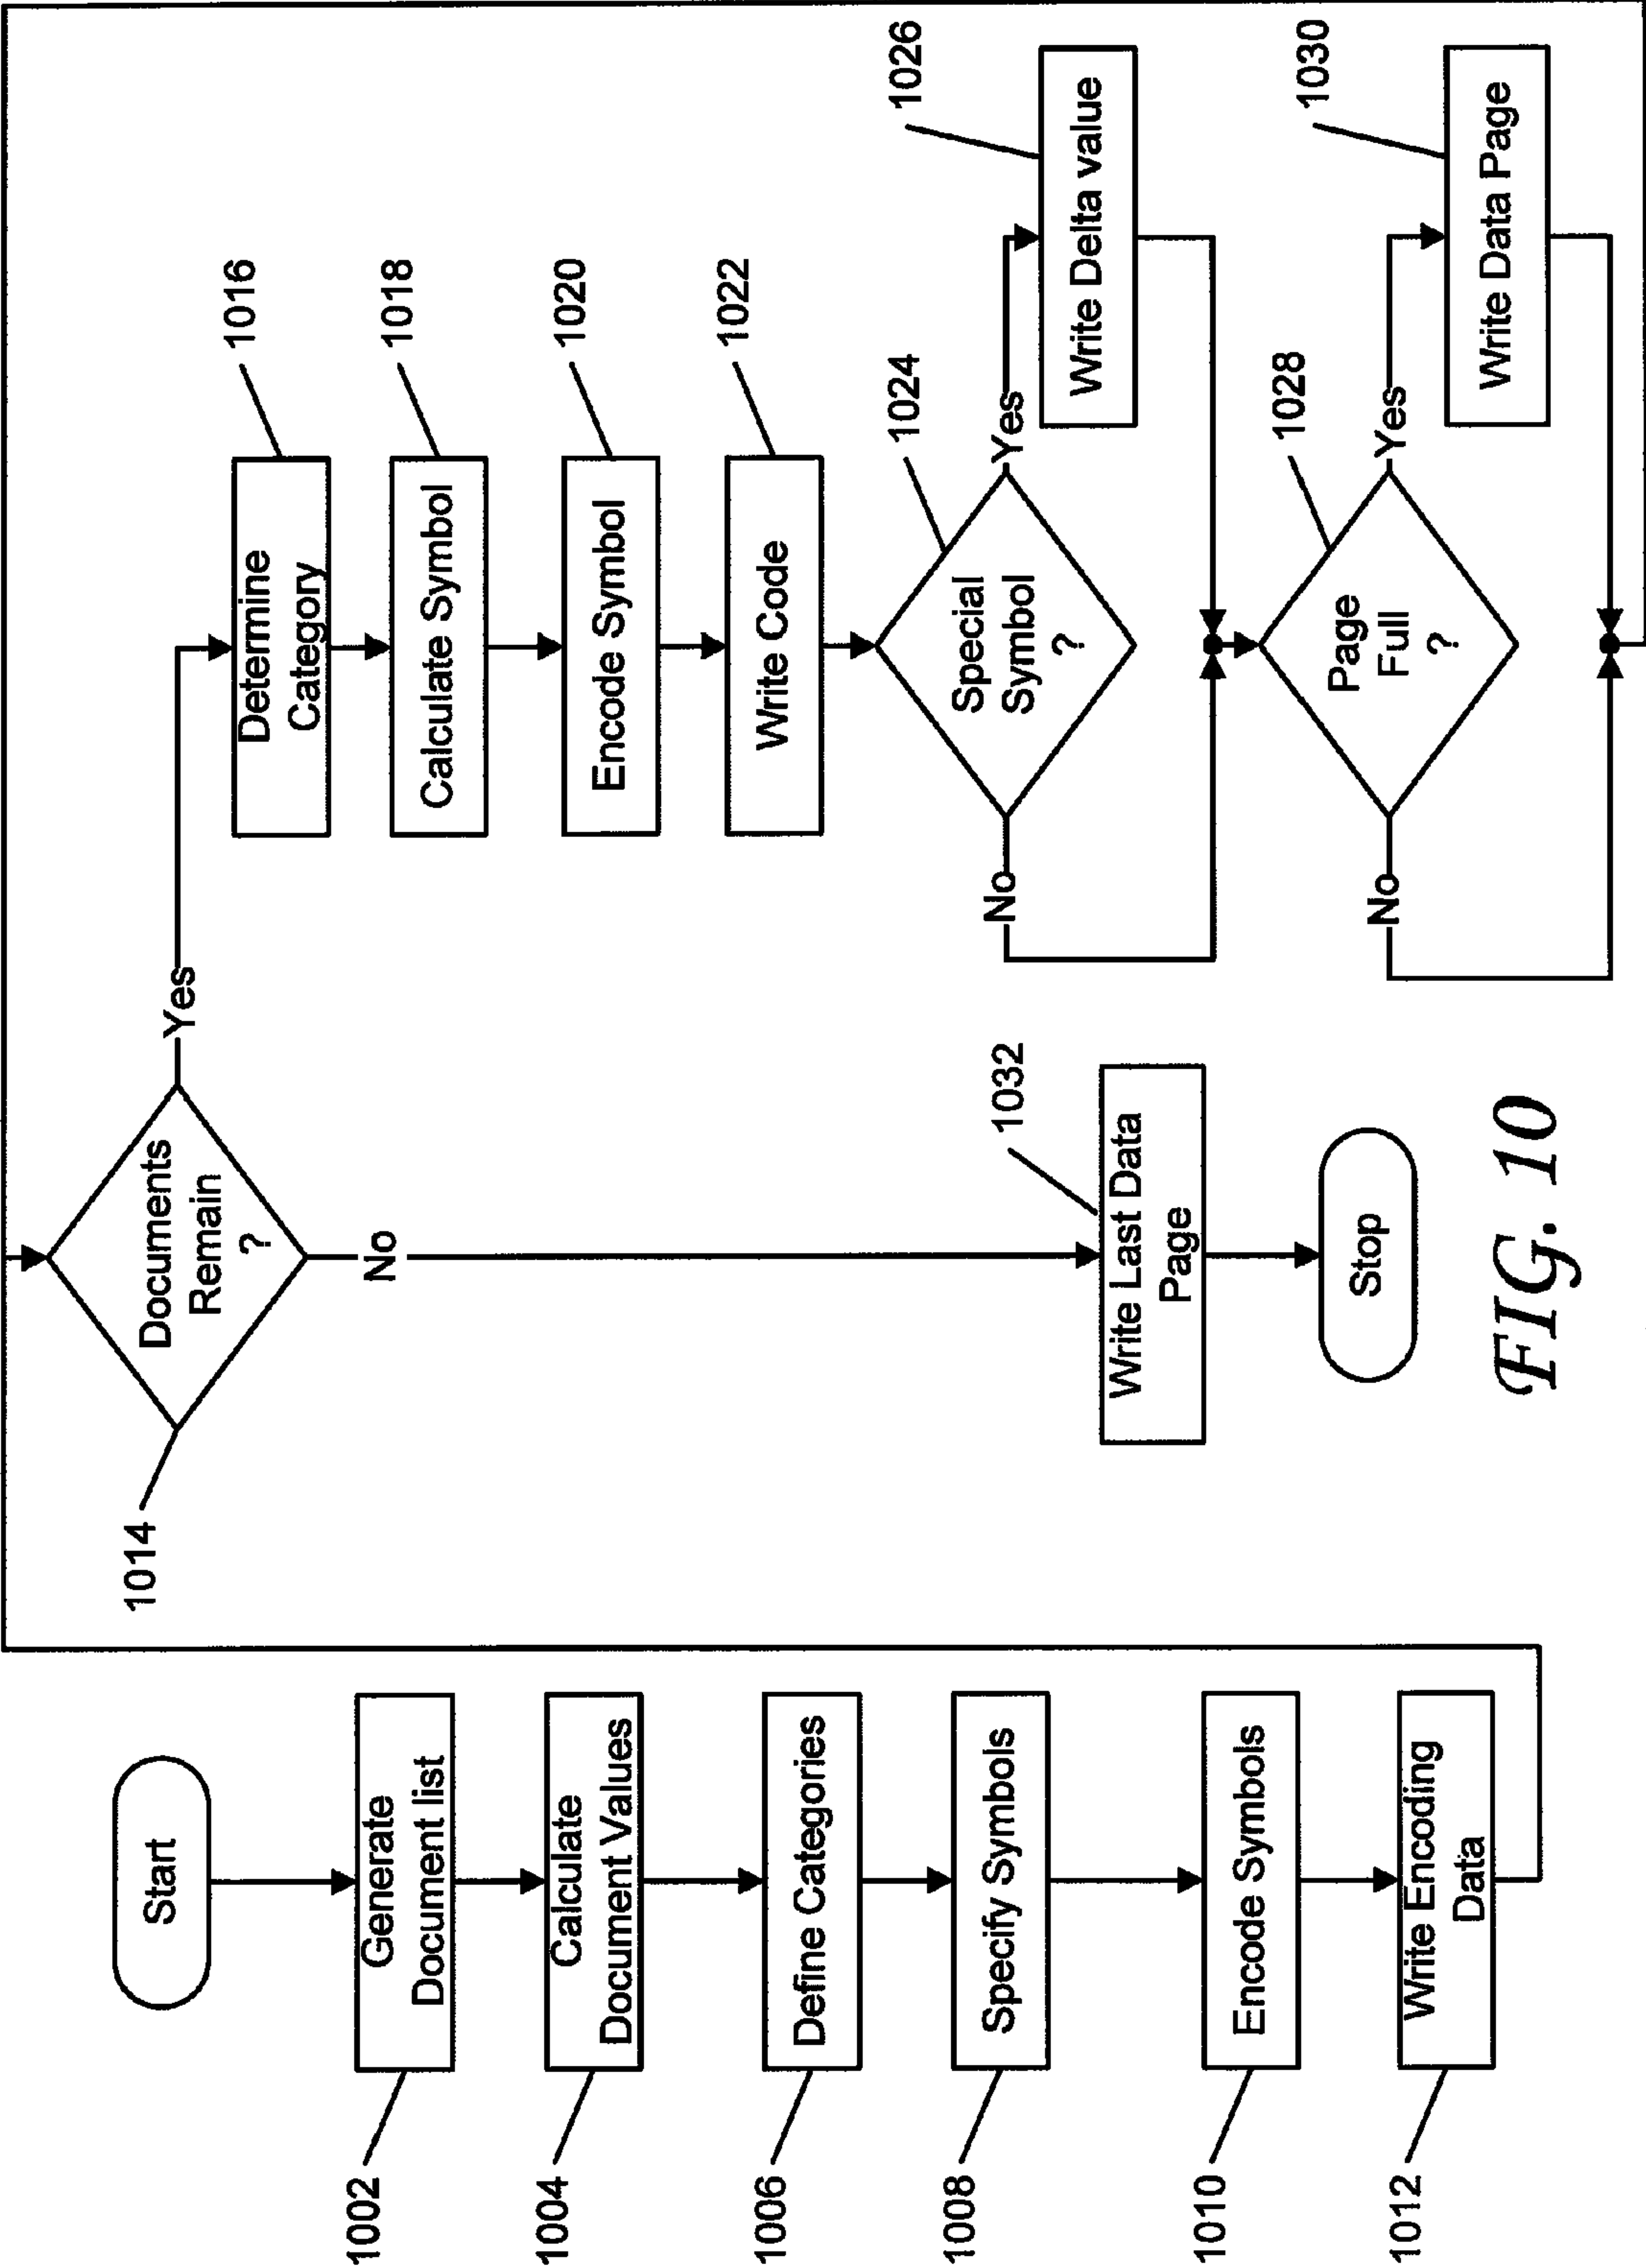 Start
1002
Generate
Document list
1004
Calculate
Document Values
1006
Define Categories
1008
Specify Symbols
1010
Encode Symbols
1012
Write Encoding
Data
1014
Documents
Remain
?
Yes
No
1032
Write Last Data
Page
Stop
1016
Determine
Category
1018
Calculate Symbol
1020
Encode Symbol
1022
Write Code
1024
Special
Symbol
?
No
Yes
1026
Write Delta value
1028
Page
Full
?
No
Yes
1030
Write Data Page
FIG. 10